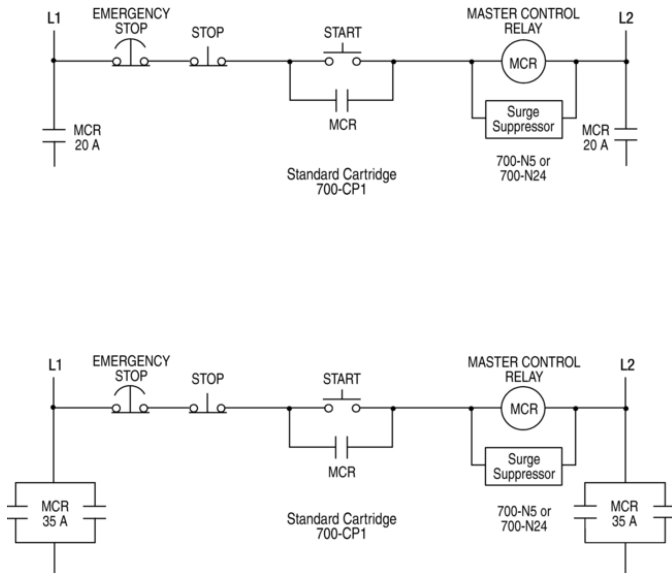 L1
EMERGENCY
STOP
STOP
START
MASTER CONTROL
RELAY
L2
MCR
MCR
20 A
MCR
Surge
Suppressor
MCR
20 A
Standard Cartridge
700-CP1
700-N5 or
700-N24
L1
EMERGENCY
STOP
STOP
START
MASTER CONTROL
RELAY
L2
MCR
MCR
Surge
Suppressor
MCR
35 A
Standard Cartridge
700-CP1
700-N5 or
700-N24
MCR
35 A